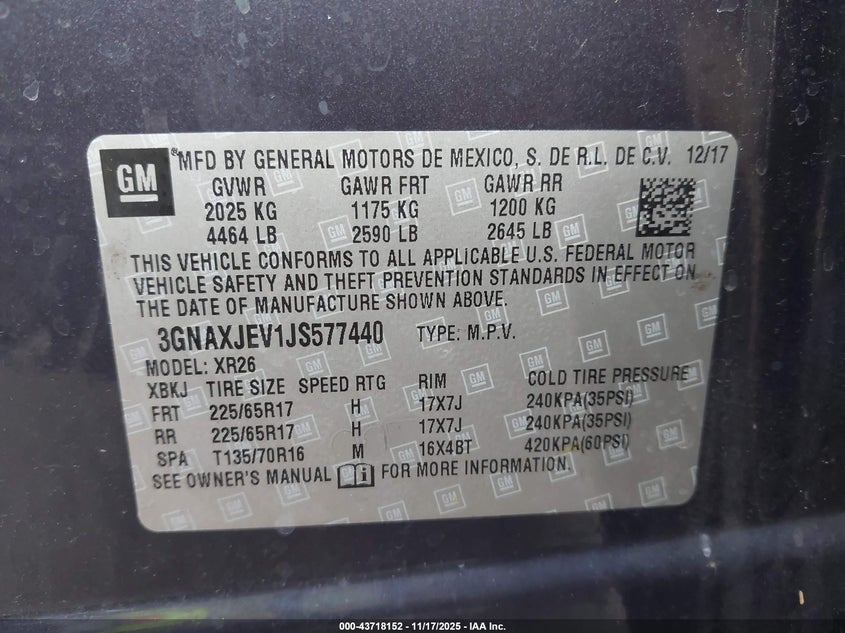 GM ®MFD BY GENERAL MOTORS DE MEXICO, S. DE R.L. DE C.V. 12/17
GVWR GAWR FRT GAWR RR
2025 KG 1175 KG 1200 KG
4464 LB 2590 LB 2645 LB
THIS VEHICLE CONFORMS TO ALL APPLICABLE U.S. FEDERAL MOTOR
VEHICLE SAFETY AND THEFT PREVENTION STANDARDS IN EFFECT ON
THE DATE OF MANUFACTURE SHOWN ABOVE.
3GNAXJEV1JS577440 TYPE: M.P.V.
MODEL: XR26
XBKJ TIRE SIZE SPEED RTG RIM COLD TIRE PRESSURE
FRT 225/65R17 H 17X7J 240KPA(35PSI)
RR 225/65R17 H 17X7J 240KPA(35PSI)
SPA T135/70R16 M 16X4BT 420KPA(60PSI)
SEE OWNER'S MANUAL FOR MORE INFORMATION.
000-43718152 - 11/17/2025 - IAA Inc.